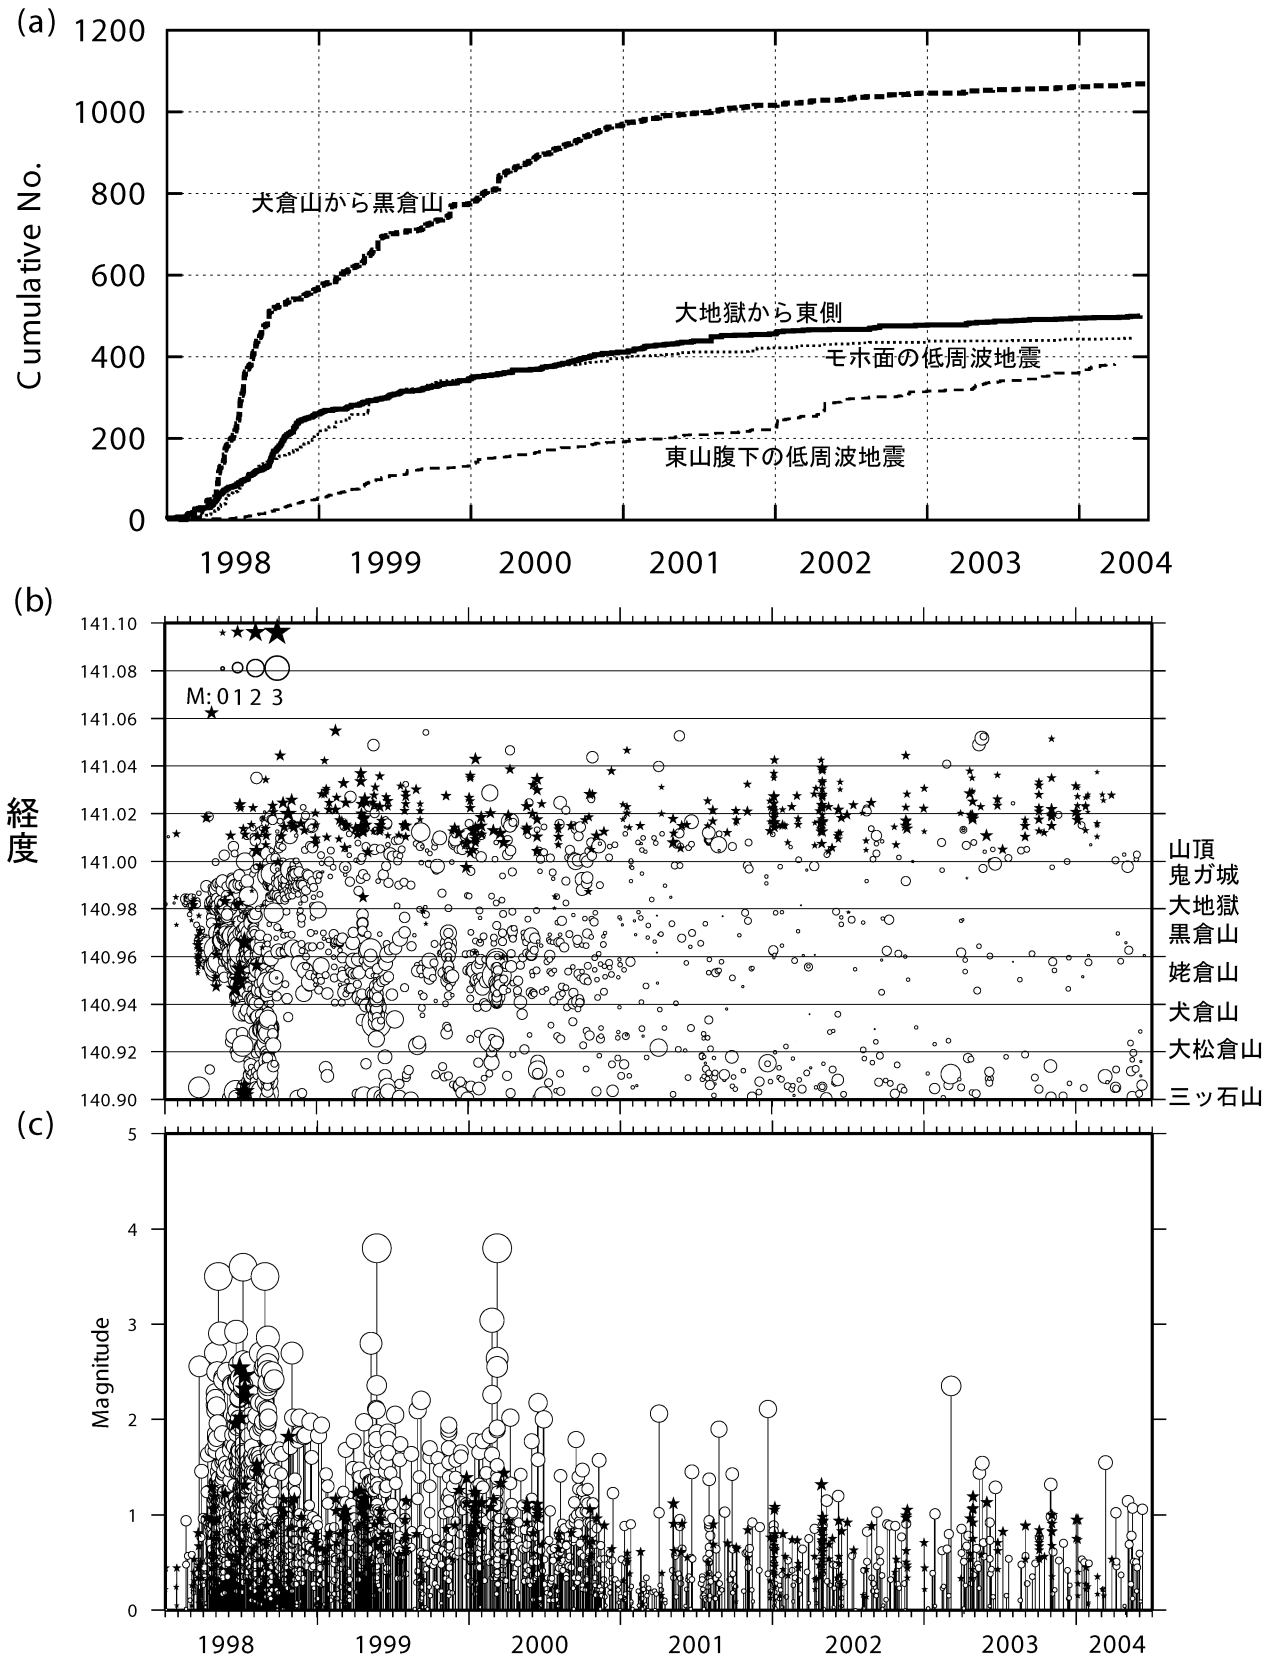 (a)
1200
1000
800
600
400
200
0
Cumulative No.
犬倉山から黒倉山
大地獄から東側
モホ面の低周波地震
東山腹下の低周波地震
1998 1999 2000 2001 2002 2003 2004
(b)
141.10
141.08
141.06
141.04
141.02
141.00
140.98
140.96
140.94
140.92
140.90
経度
M: 0 1 2 3
山頂
鬼ガ城
大地獄
黒倉山
姥倉山
犬倉山
大松倉山
三ッ石山
(c)
5
4
3
2
1
0
Magnitude
1998 1999 2000 2001 2002 2003 2004